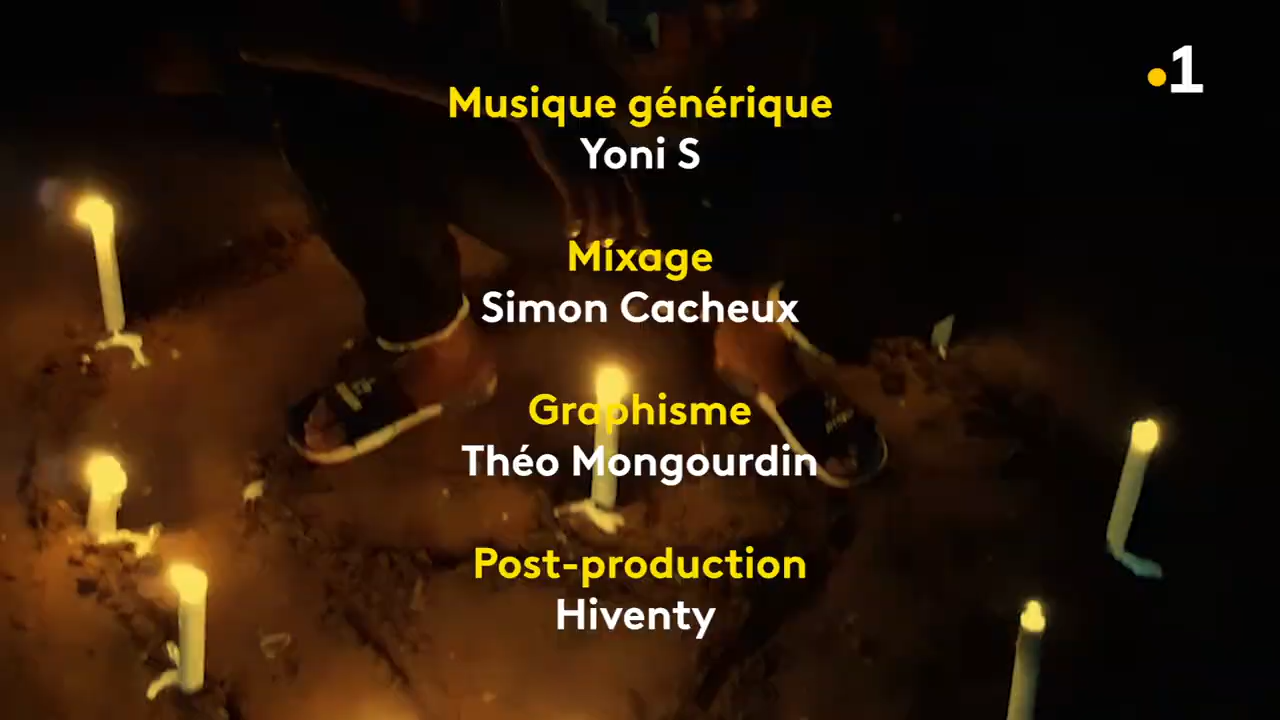 1
Musique générique
Yoni S
Mixage
Simon Cacheux
Graphisme
Théo Mongourdin
Post-production
Hiventy